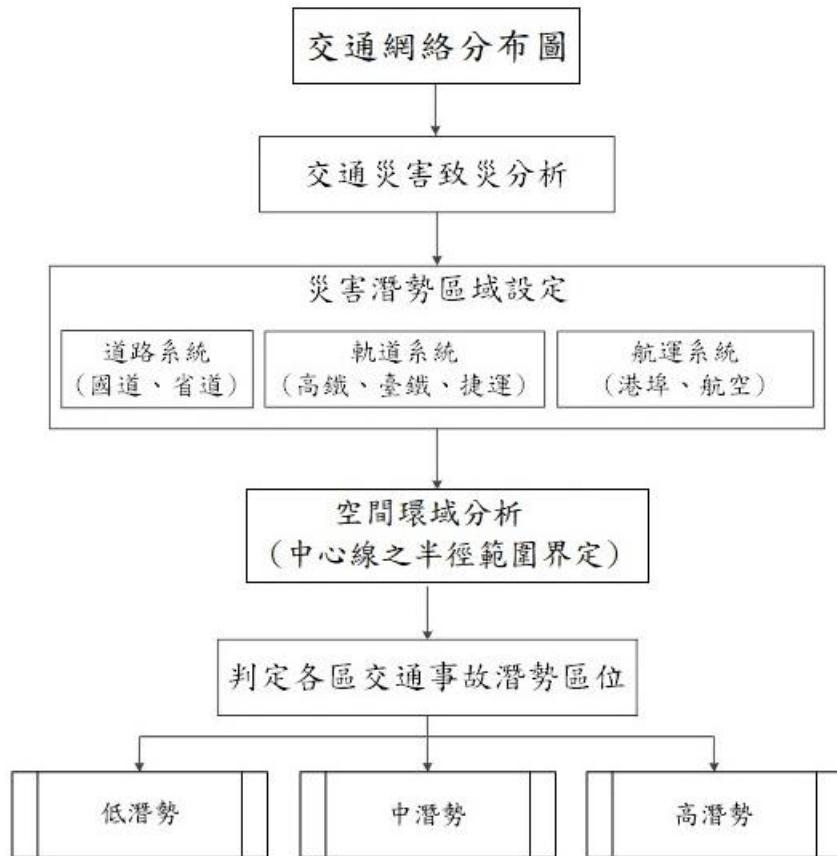 交通網絡分布圖
交通災害致災分析
災害潛勢區域設定
道路系統
（國道、省道）
軌道系統
（高鐵、臺鐵、捷運）
航運系統
（港埠、航空）
空間環域分析
（中心線之半徑範圍界定）
判定各區交通事故潛勢區位
低潛勢
中潛勢
高潛勢